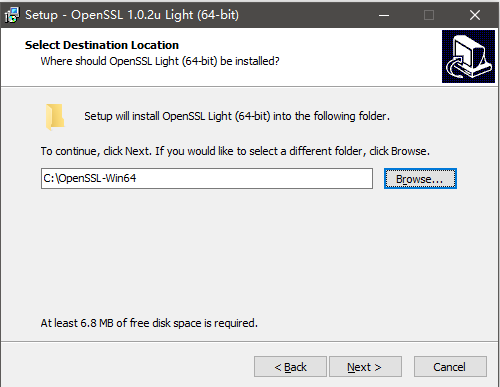 Setup - OpenSSL 1.0.2u Light (64-bit)
Select Destination Location
Where should OpenSSL Light (64-bit) be installed?
Setup will install OpenSSL Light (64-bit) into the following folder.
To continue, click Next. If you would like to select a different folder, click Browse.
C:\OpenSSL-Win64
Browse...
At least 6.8 MB of free disk space is required.
< Back
Next >
Cancel